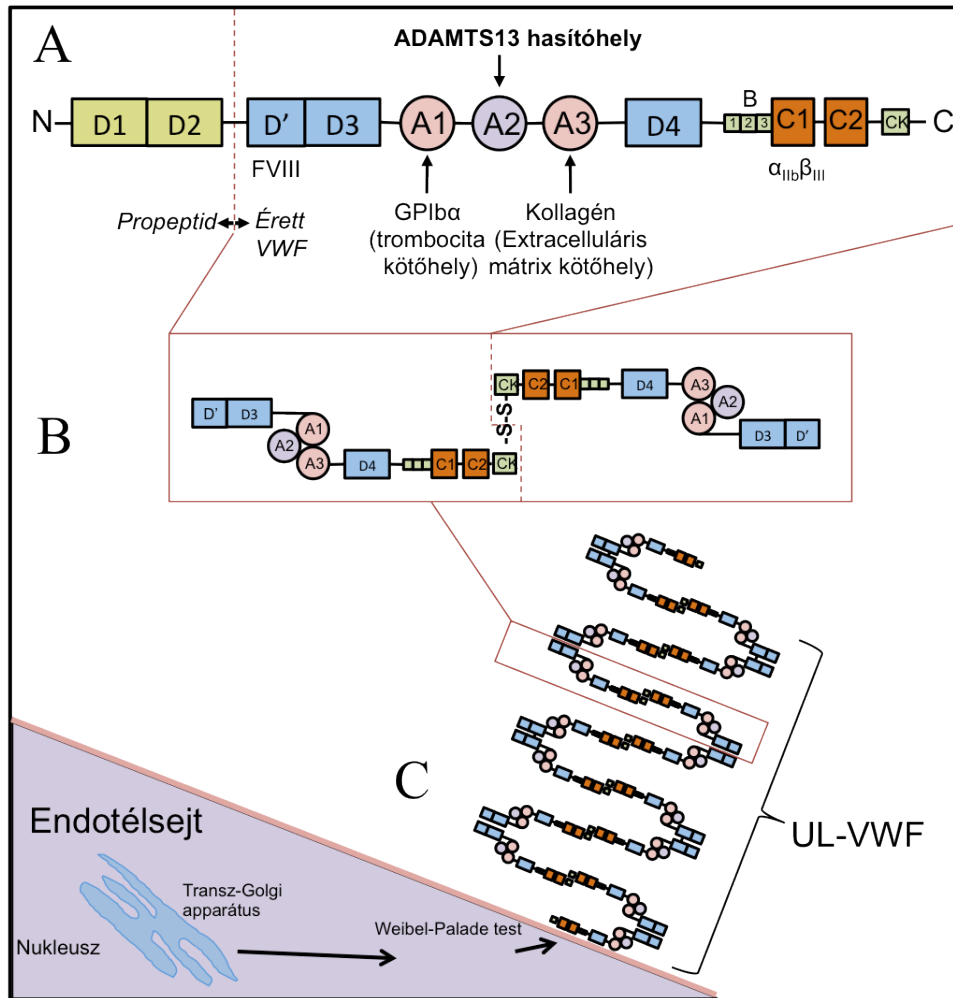 A
ADAMTS13 hasítóhely
N D1 D2 D' D3 A1 A2 A3 D4 B 1 2 3 C1 C2 CK C
FVIII
α_IIbβ_III
Propeptid
Érett
VWF
GPIbα
(trombocita
kötőhely)
Kollagén
(Extracelluláris
mátrix kötőhely)
B
CK C2 C1 D4 A3 A2 A1 D3 D'
-S-S-
D' D3 A1 A2 A3 D4 C1 C2 CK
C
UL-VWF
Endotélsejt
Transz-Golgi
apparátus
Nukleusz
Weibel-Palade test